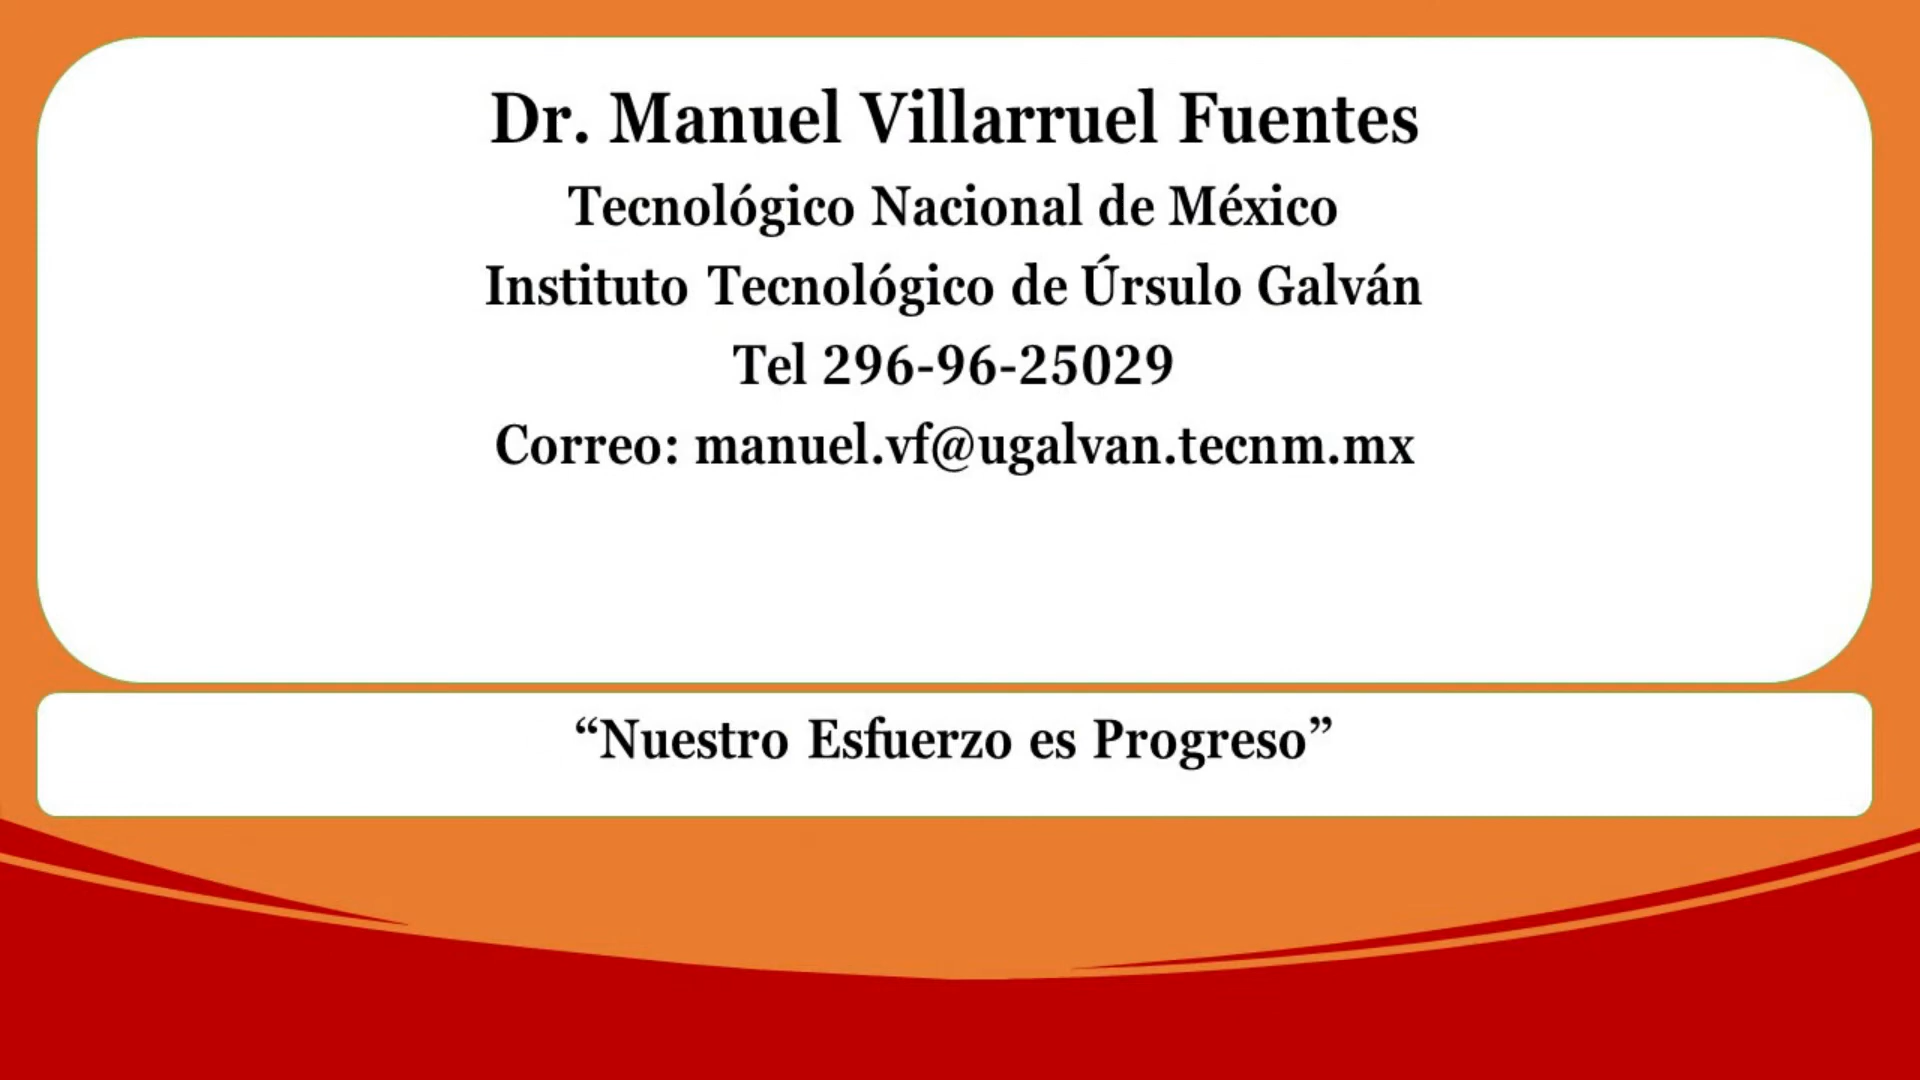 Dr. Manuel Villarruel Fuentes
Tecnológico Nacional de México
Instituto Tecnológico de Úrsulo Galván
Tel 296-96-25029
Correo: manuel.vf@ugalvan.tecnm.mx
“Nuestro Esfuerzo es Progreso”